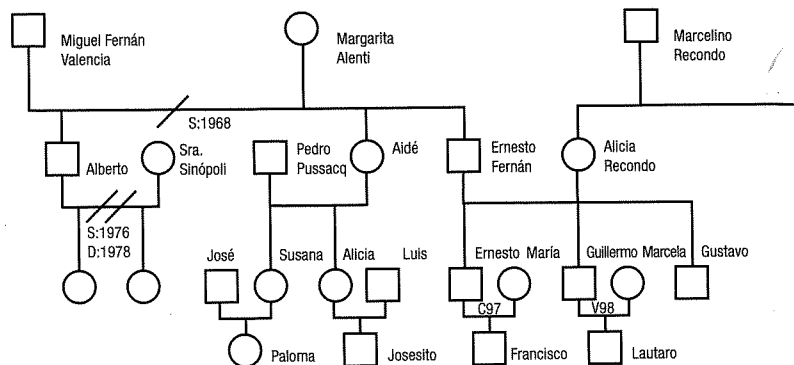 Miguel Fernán
Valencia
Margarita
Alenti
Marcelino
Recondo
S:1968
Alberto
Sra.
Sinópoli
Pedro
Pussacq
Aidé
Ernesto
Fernán
Alicia
Recondo
S:1976
D:1978
José
Susana
Alicia
Luis
Ernesto María
Guillermo Marcela
Gustavo
C97
V98
Paloma
Josesito
Francisco
Lautaro